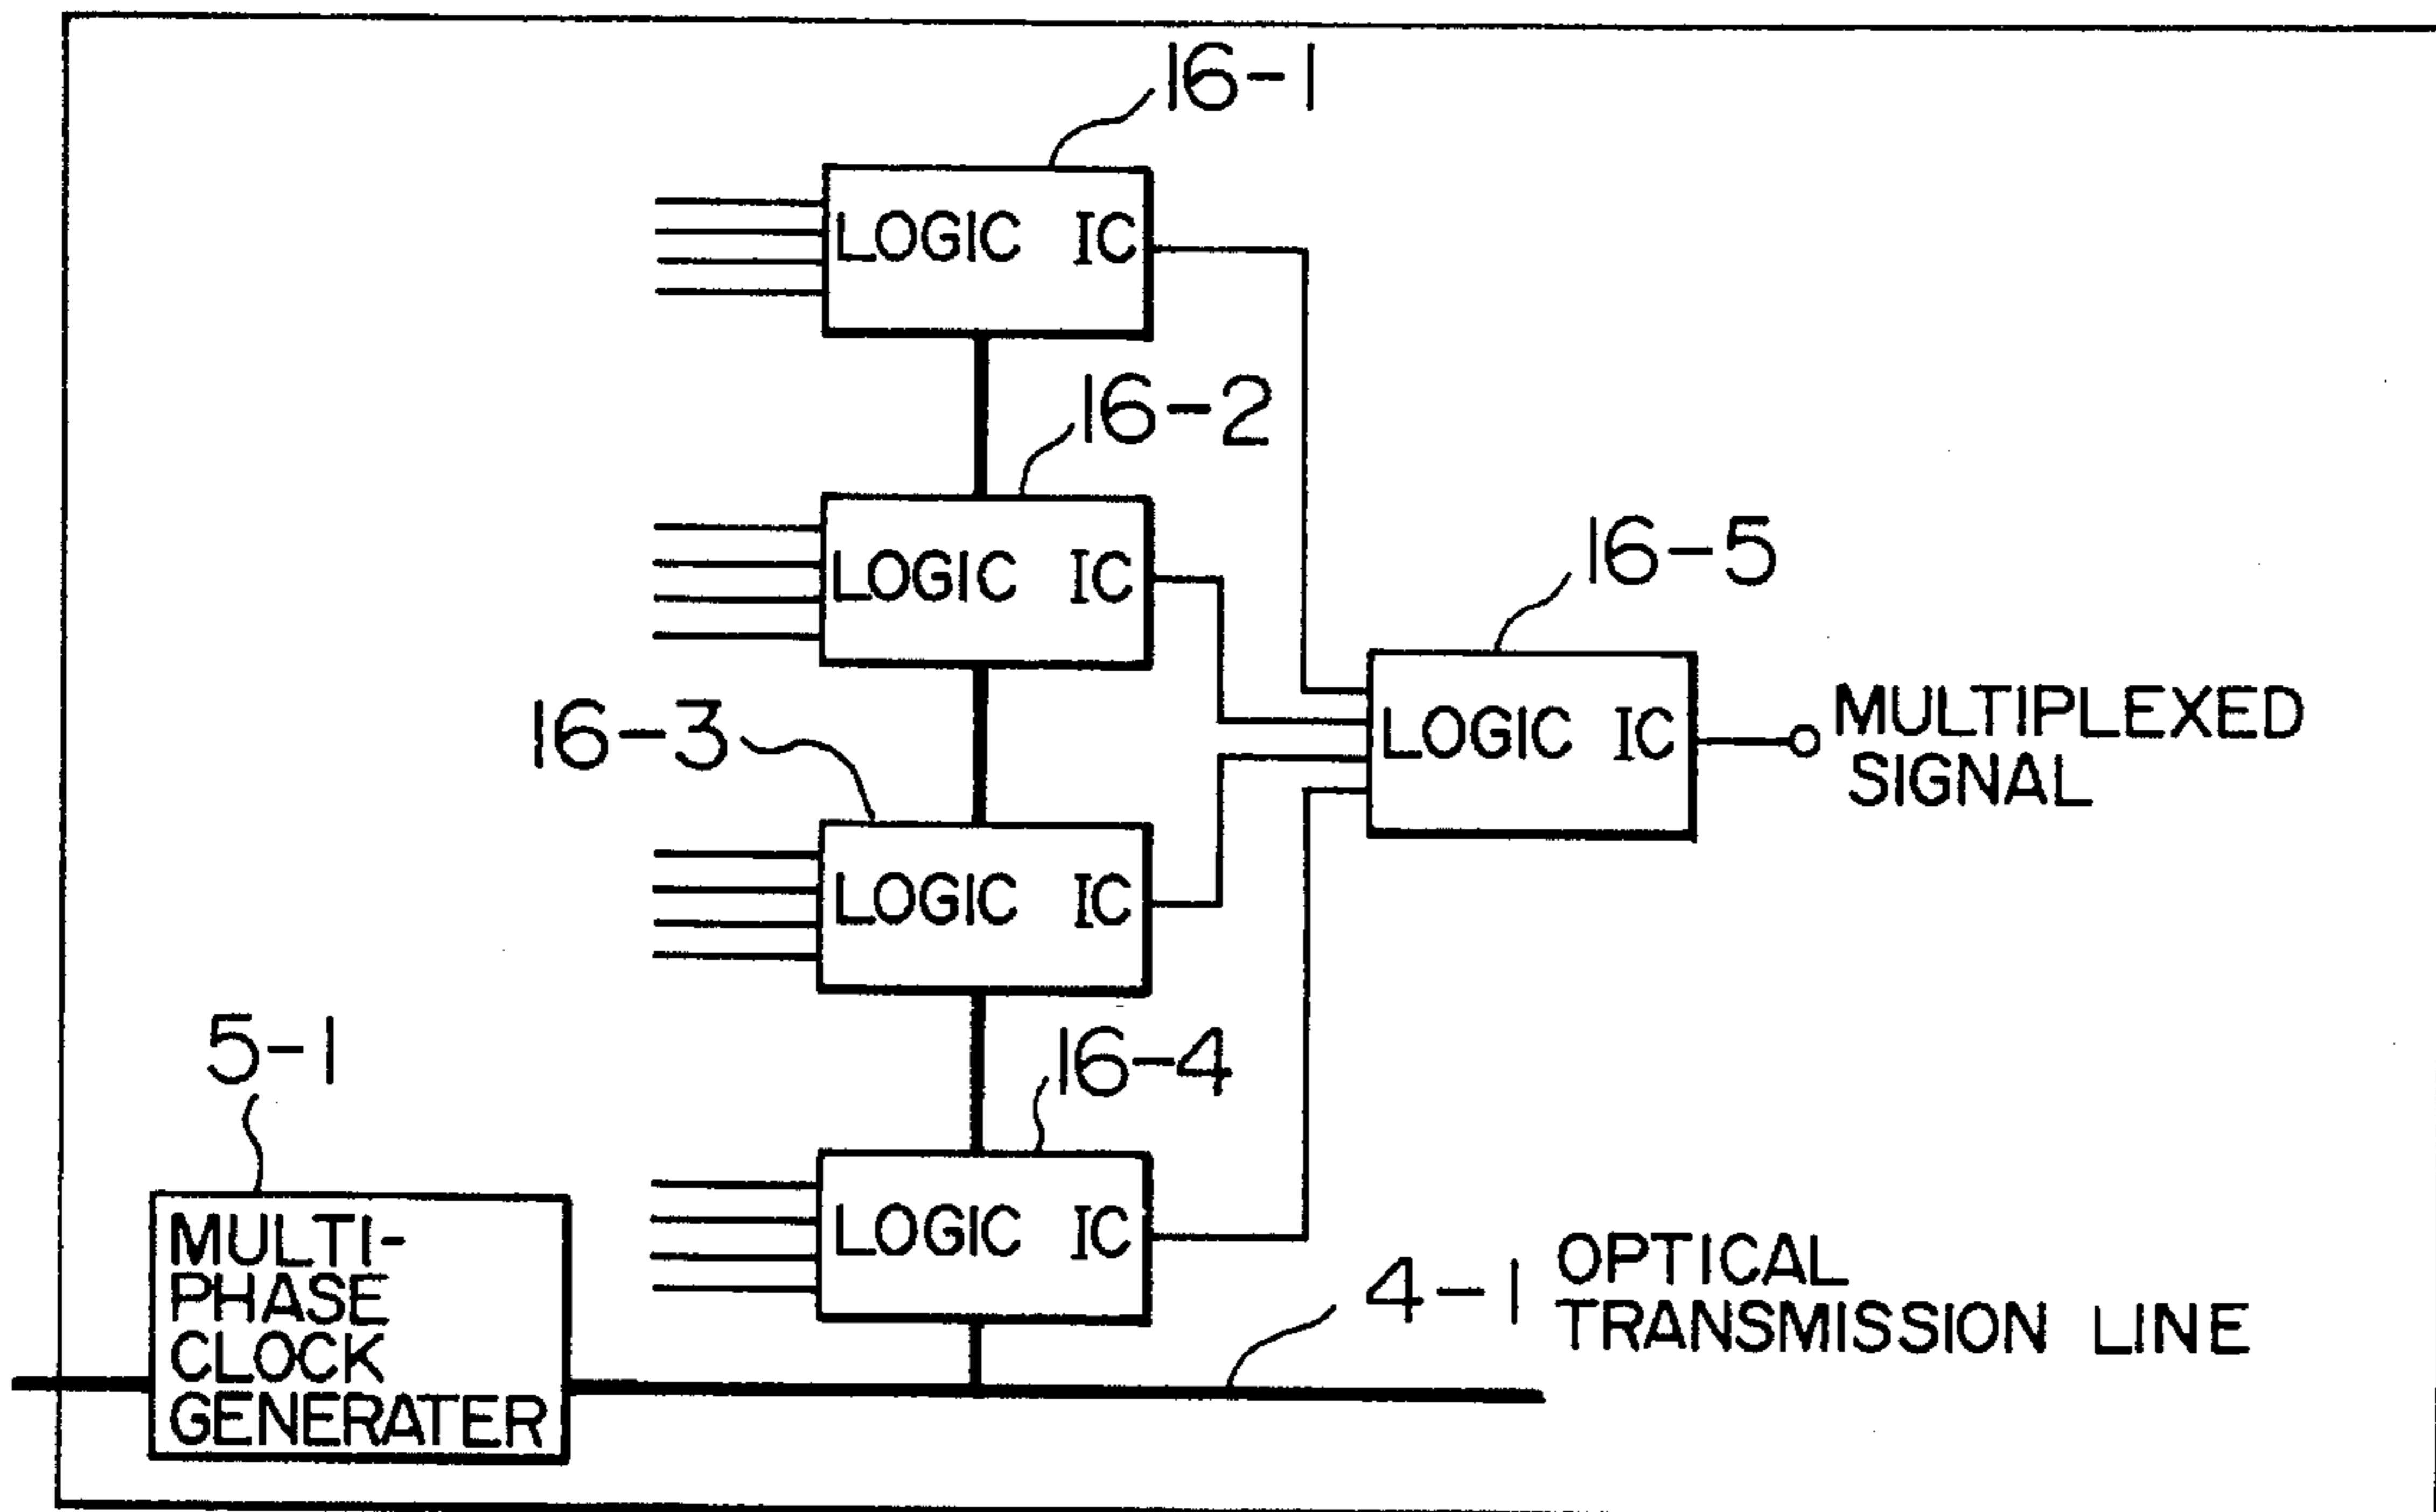 16-1
LOGIC IC
16-2
LOGIC IC
16-5
LOGIC IC
MULTIPLEXED
SIGNAL
16-3
LOGIC IC
5-1
16-4
MULTI-
PHASE
CLOCK
GENERATER
LOGIC IC
4-1
OPTICAL
TRANSMISSION LINE